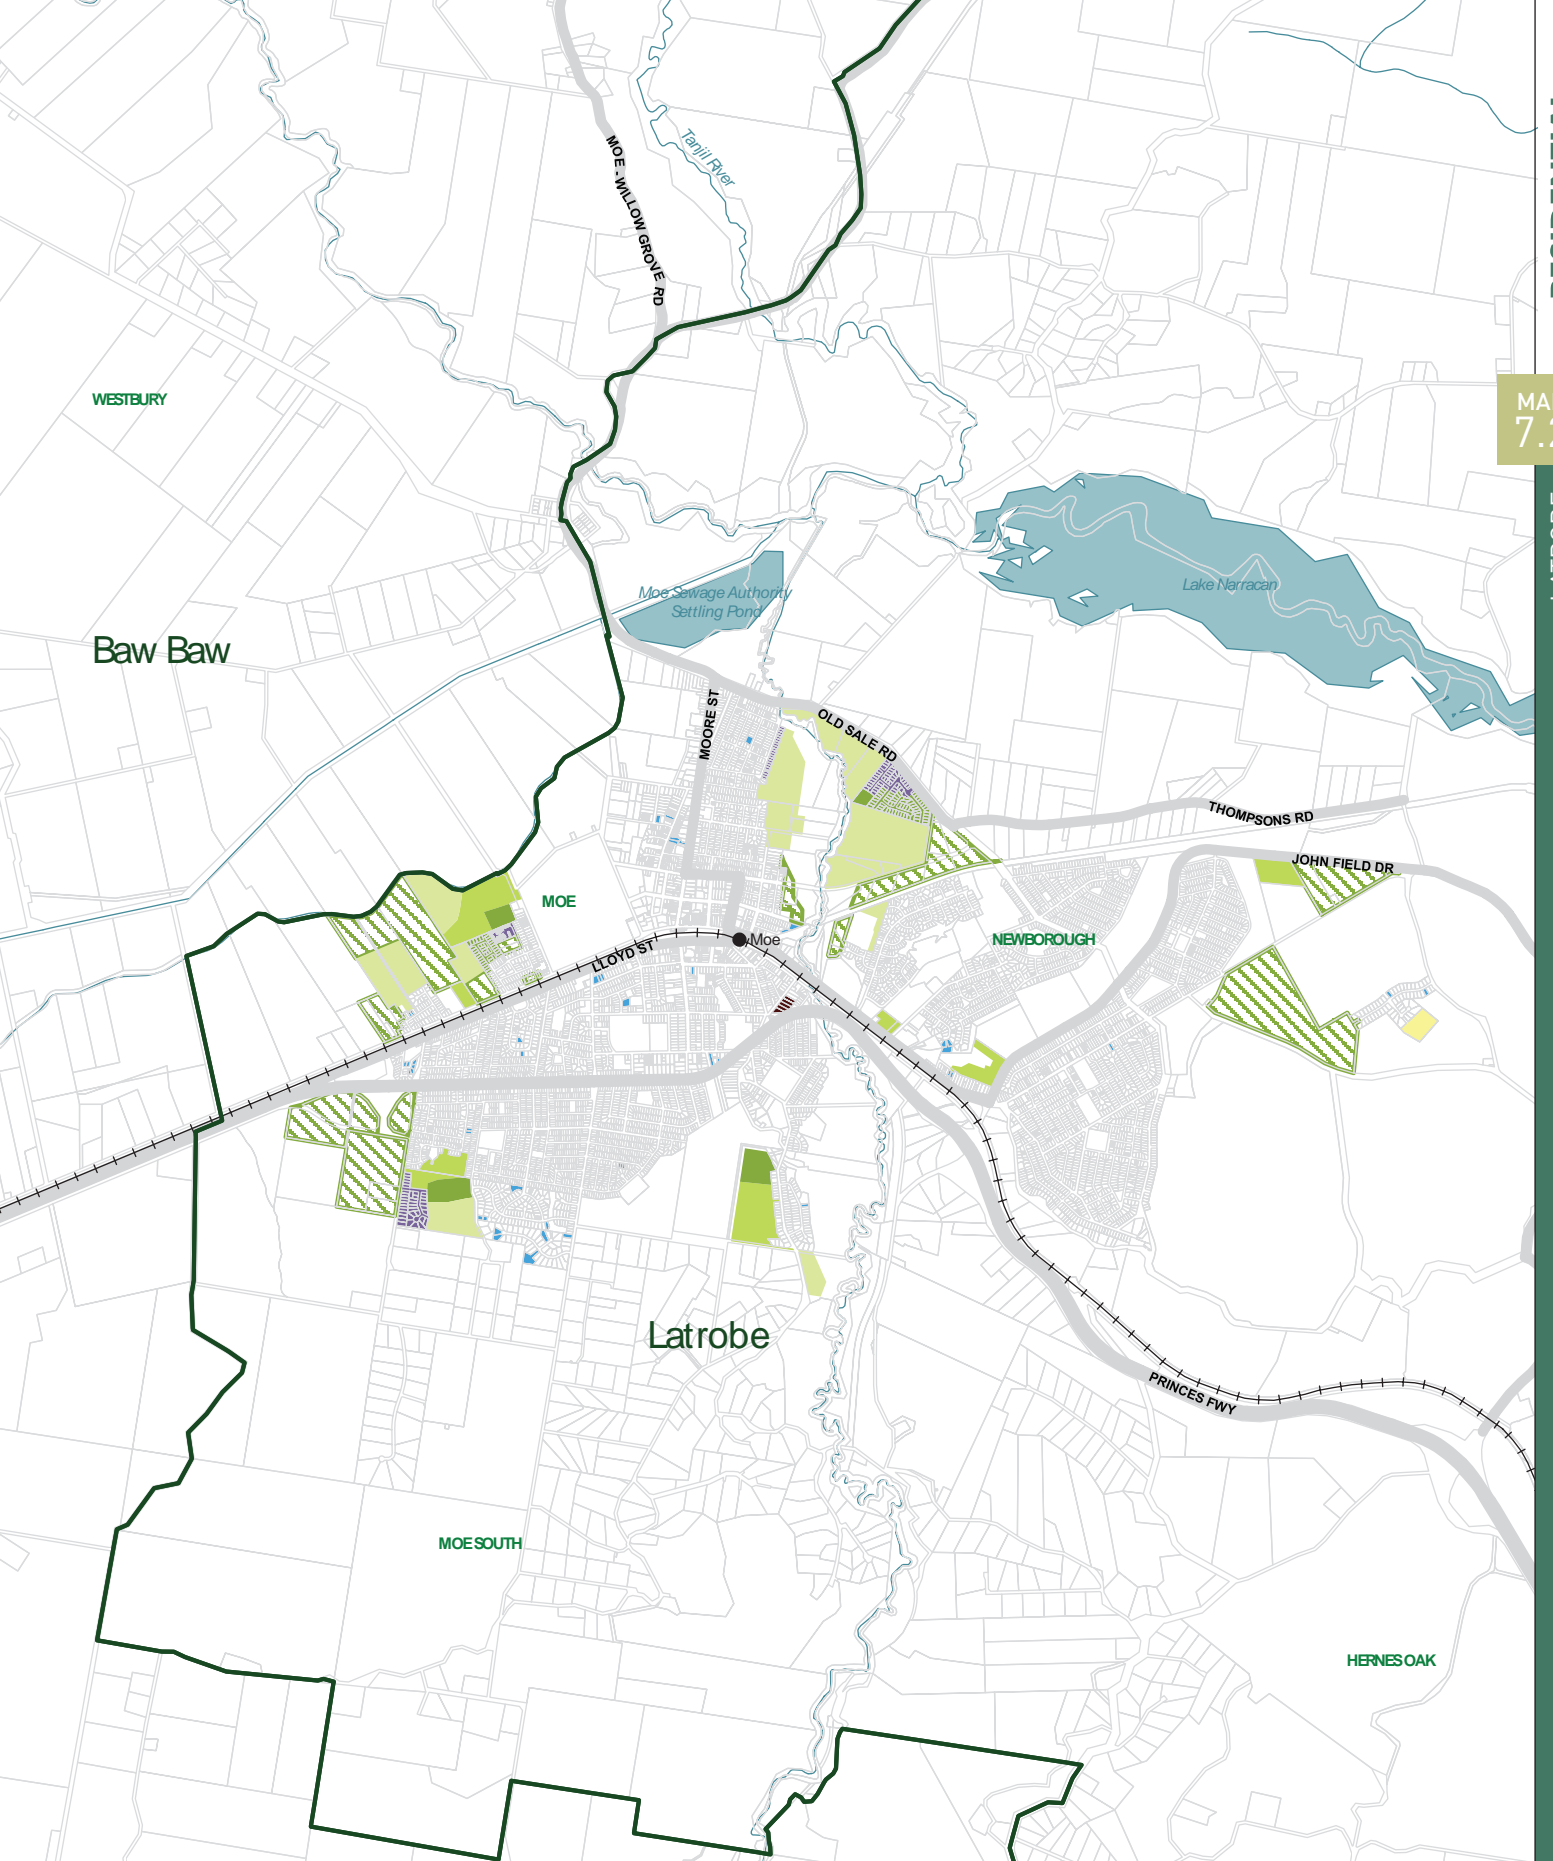 Tanjil River
MOE - WILLOW GROVE RD
WESTBURY
MA
7.2
Lake Narracan
Moe Sewage Authority
Settling Pond
Baw Baw
MOORE ST
OLD SALE RD
THOMPSONS RD
JOHN FIELD DR
MOE
Moe
NEWBOROUGH
LLOYD ST
Latrobe
PRINCES FWY
MOE SOUTH
HERNES OAK